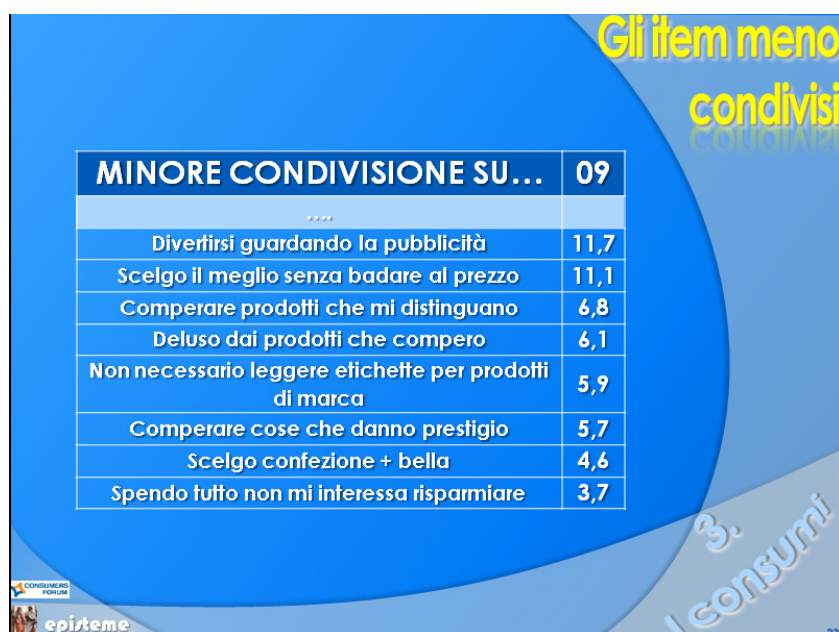 Gli item meno
condivisi
MINORE CONDIVISIONE SU... 09
....
Divertirsi guardando la pubblicità 11,7
Scelgo il meglio senza badare al prezzo 11,1
Comperare prodotti che mi distinguano 6,8
Deluso dai prodotti che compero 6,1
Non necessario leggere etichette per prodotti
di marca 5,9
Comperare cose che danno prestigio 5,7
Scelgo confezione + bella 4,6
Spendo tutto non mi interessa risparmiare 3,7
3.
I consumi
CONSUMERS
FORUM
episteme